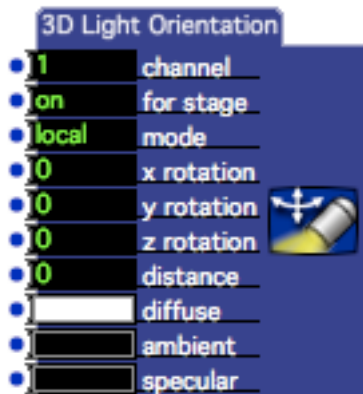 3D Light Orientation
1 channel
on for stage
local mode
0 x rotation
0 y rotation
0 z rotation
0 distance
diffuse
ambient
specular